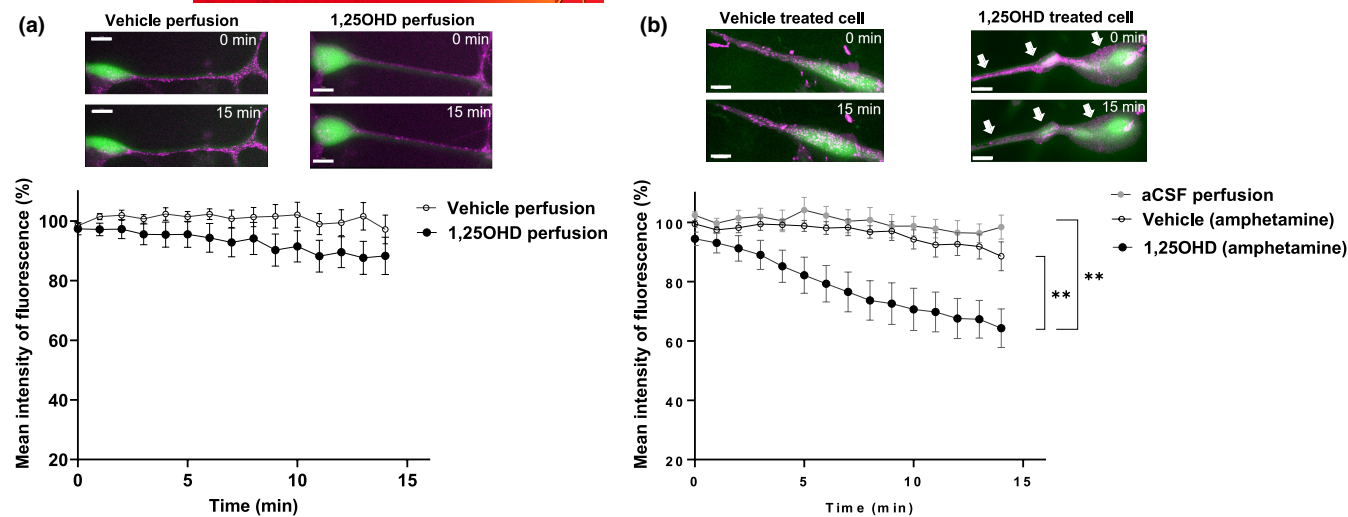 (a)
Vehicle perfusion
1,25OHD perfusion
0 min
0 min
15 min
15 min
Mean intensity of fluorescence (%)
100
80
60
40
20
0
5
10
15
Time (min)
Vehicle perfusion
1,25OHD perfusion
(b)
Vehicle treated cell
1,25OHD treated cell
0 min
0 min
15 min
15 min
Mean intensity of fluorescence (%)
100
80
60
40
20
0
5
10
15
Time (min)
aCSF perfusion
Vehicle (amphetamine)
1,25OHD (amphetamine)
**
**